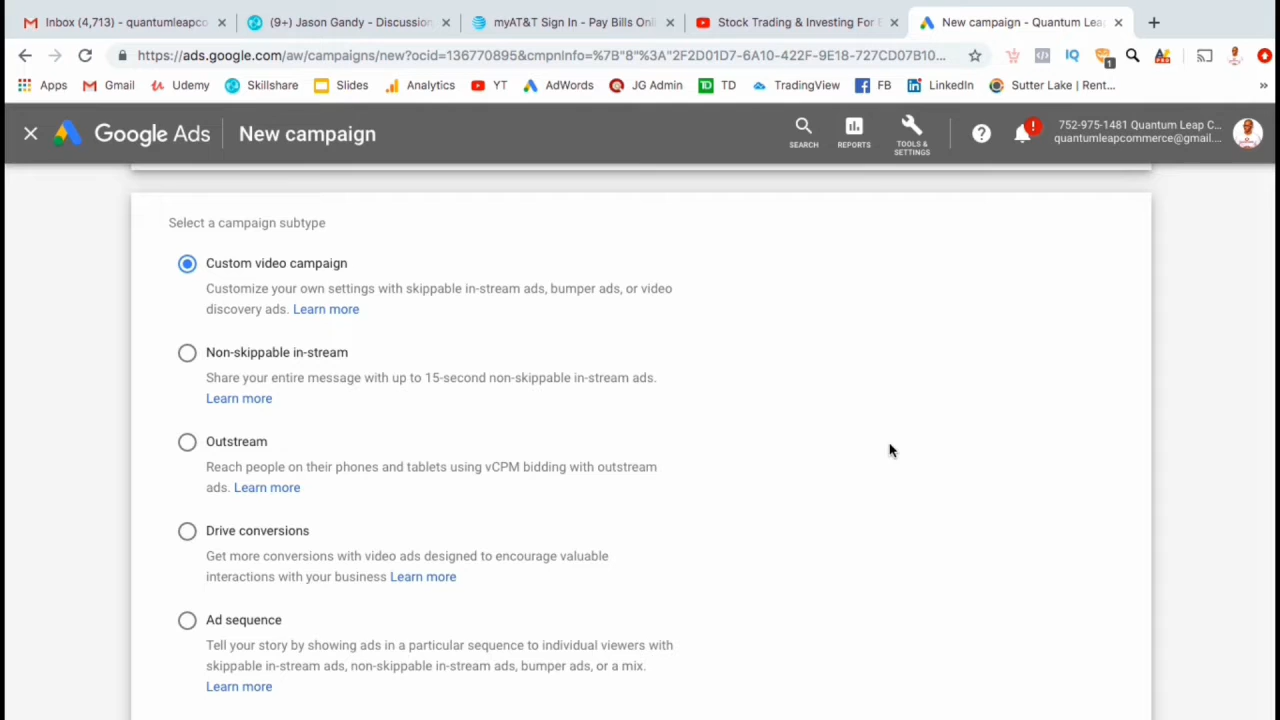 Inbox (4,713) - quantumleapco
(9+) Jason Gandy - Discussion
myAT&T Sign In - Pay Bills Onl
Stock Trading & Investing For B
New campaign - Quantum Lea
https://ads.google.com/aw/campaigns/new?ocid=136770895&cmpnInfo=%7B"8"%3A"2F2D01D7-6A10-422F-9E18-727CD07B10...
1
Apps
Gmail
Udemy
Skillshare
Slides
Analytics
YT
AdWords
JG Admin
TD
TradingView
FB
LinkedIn
Sutter Lake | Rent...
»
Google Ads
New campaign
SEARCH
REPORTS
TOOLS &
SETTINGS
752-975-1481 Quantum Leap C...
quantumleapcommerce@gmail....
Select a campaign subtype
Custom video campaign
Customize your own settings with skippable in-stream ads, bumper ads, or video
discovery ads. Learn more
Non-skippable in-stream
Share your entire message with up to 15-second non-skippable in-stream ads.
Learn more
Outstream
Reach people on their phones and tablets using vCPM bidding with outstream
ads. Learn more
Drive conversions
Get more conversions with video ads designed to encourage valuable
interactions with your business Learn more
Ad sequence
Tell your story by showing ads in a particular sequence to individual viewers with
skippable in-stream ads, non-skippable in-stream ads, bumper ads, or a mix.
Learn more